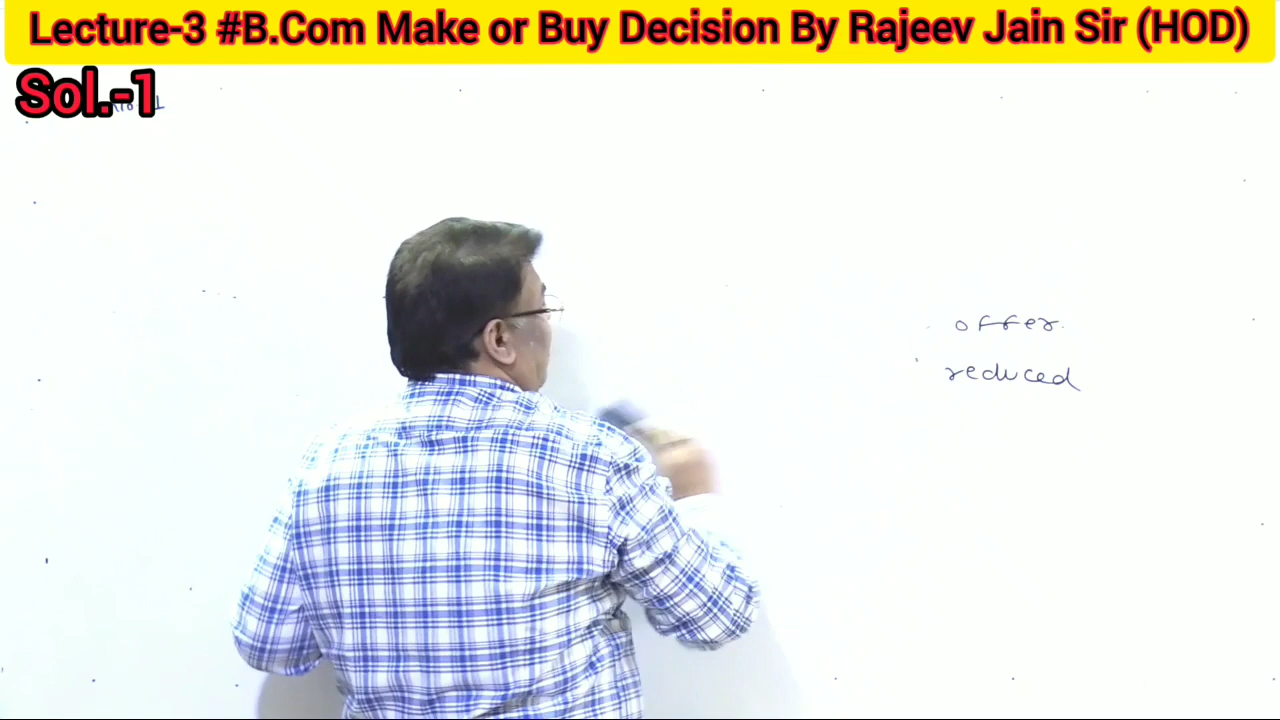 Lecture-3 #B.Com Make or Buy Decision By Rajeev Jain Sir (HOD)
Sol.-1
offer
reduced